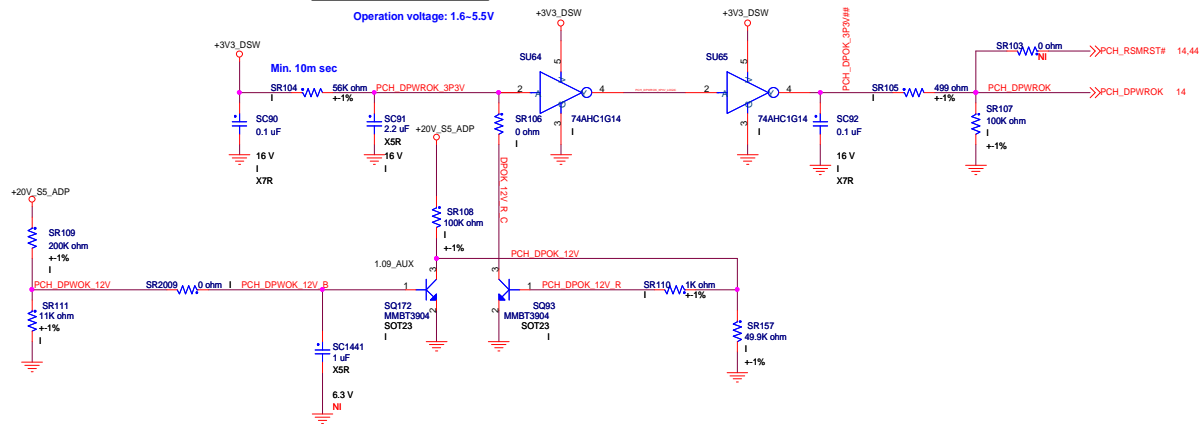 Operation voltage: 1.6~5.5V
+3V3_DSW
+3V3_DSW
+3V3_DSW
Min. 10m sec
SR104
56K ohm
I
+-1%
PCH_DPWROK_3P3V
SC90
0.1 uF
16 V
I
X7R
SC91
2.2 uF
X5R
16 V
I
SU64
5
2
A
4
3
74AHC1G14
SU65
5
2
A
4
3
74AHC1G14
SR106
0 ohm
I
PCH_DPOK_3P3V##
SC92
0.1 uF
16 V
I
X7R
SR105
499 ohm
I
+-1%
SR103
0 ohm
NI
PCH_RSMRST# 14,44
PCH_DPWROK
PCH_DPWROK 14
SR107
100K ohm
I
+-1%
+20V_S5_ADP
SR108
100K ohm
I
+-1%
DPOK_12V_R_C
+20V_S5_ADP
SR109
200K ohm
+-1%
I
PCH_DPWOK_12V
SR2009
0 ohm
I
PCH_DPWOK_12V_B
SR111
11K ohm
+-1%
I
SC1441
1 uF
X5R
6.3 V
NI
1.09_AUX
1
3
2
SQ172
MMBT3904
SOT23
I
PCH_DPOK_12V
3
2
1
SQ93
MMBT3904
SOT23
I
PCH_DPOK_12V_R
SR110
1K ohm
I
+-1%
SR157
49.9K ohm
I
+-1%